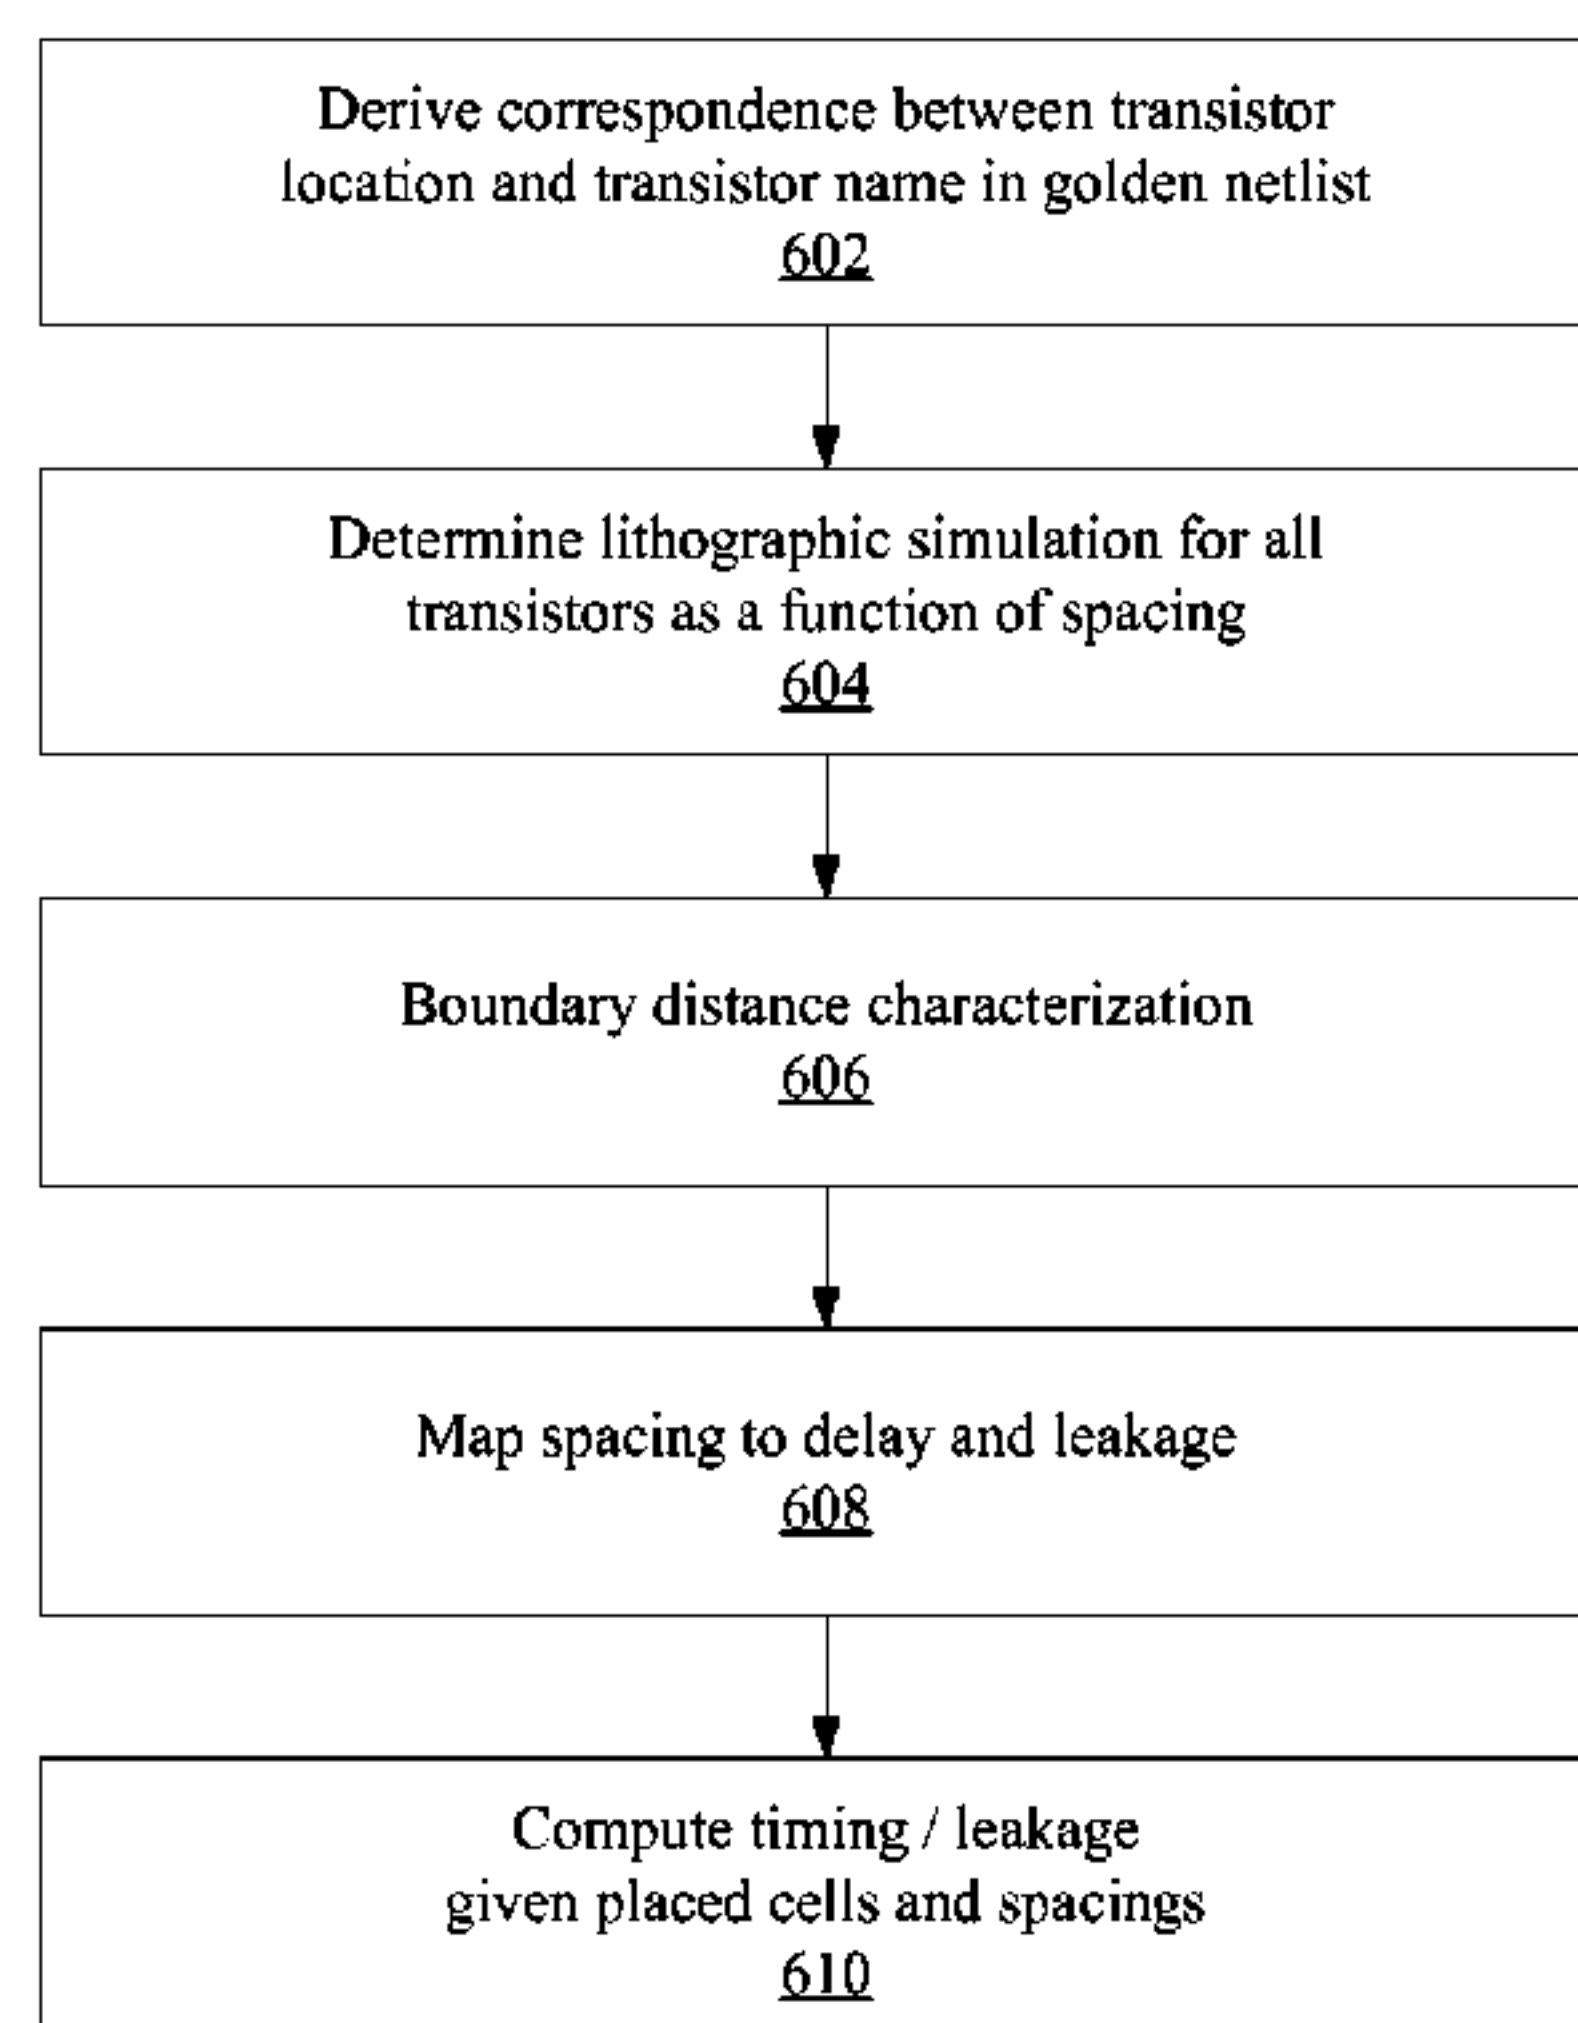 Derive correspondence between transistor
location and transistor name in golden netlist
602
Determine lithographic simulation for all
transistors as a function of spacing
604
Boundary distance characterization
606
Map spacing to delay and leakage
608
Compute timing / leakage
given placed cells and spacings
610